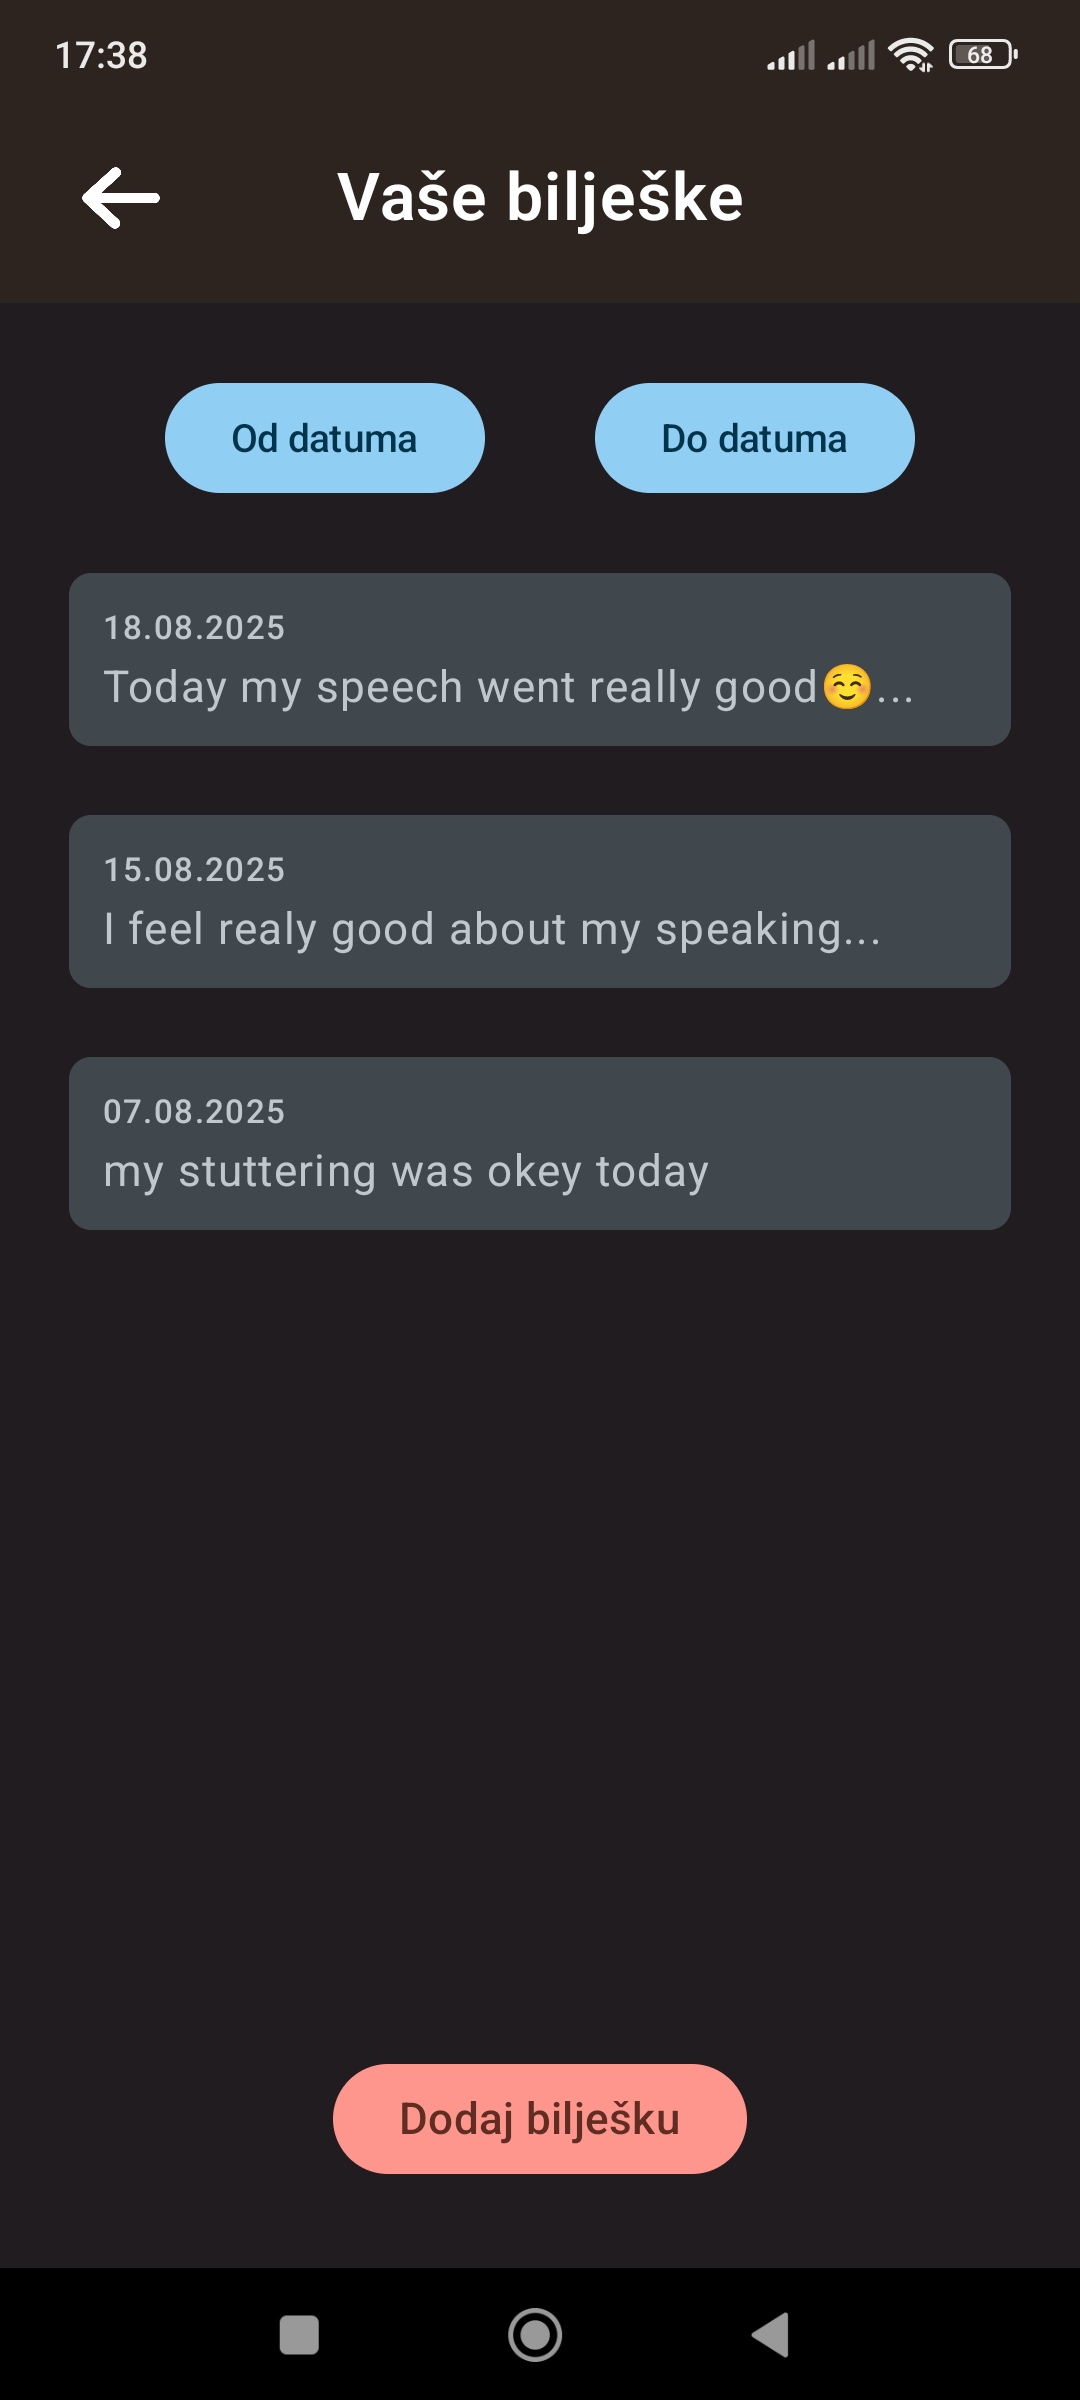 17:38
68
Vaše bilješke
Od datuma
Do datuma
18.08.2025
Today my speech went really good☺️...
15.08.2025
I feel realy good about my speaking...
07.08.2025
my stuttering was okey today
Dodaj bilješku